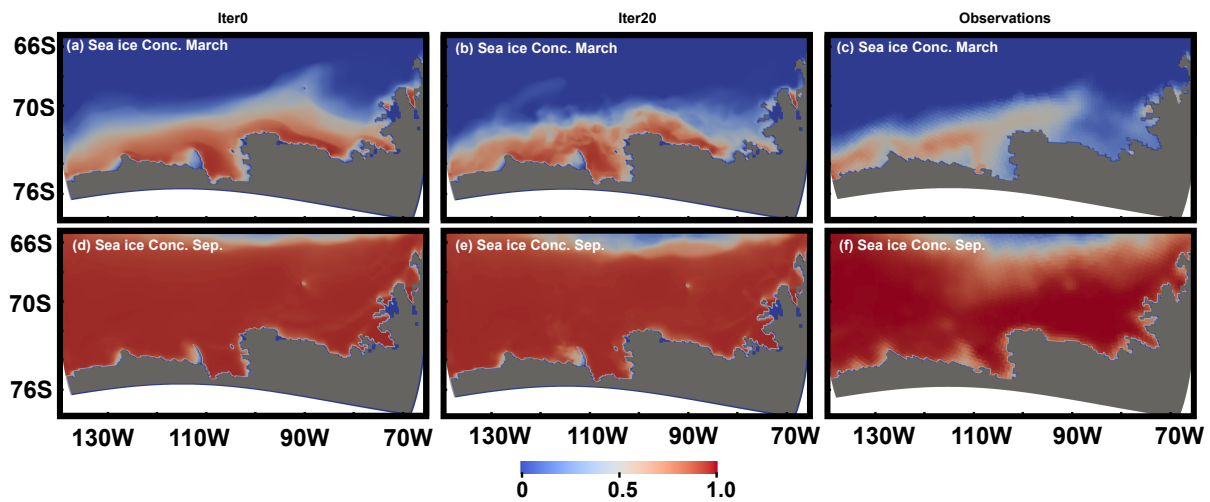 Iter0 Iter20 Observations
66S (a) Sea ice Conc. March (b) Sea ice Conc. March (c) Sea ice Conc. March
70S
76S
66S (d) Sea ice Conc. Sep. (e) Sea ice Conc. Sep. (f) Sea ice Conc. Sep.
70S
76S
130W 110W 90W 70W 130W 110W 90W 70W 130W 110W 90W 70W
0 0.5 1.0